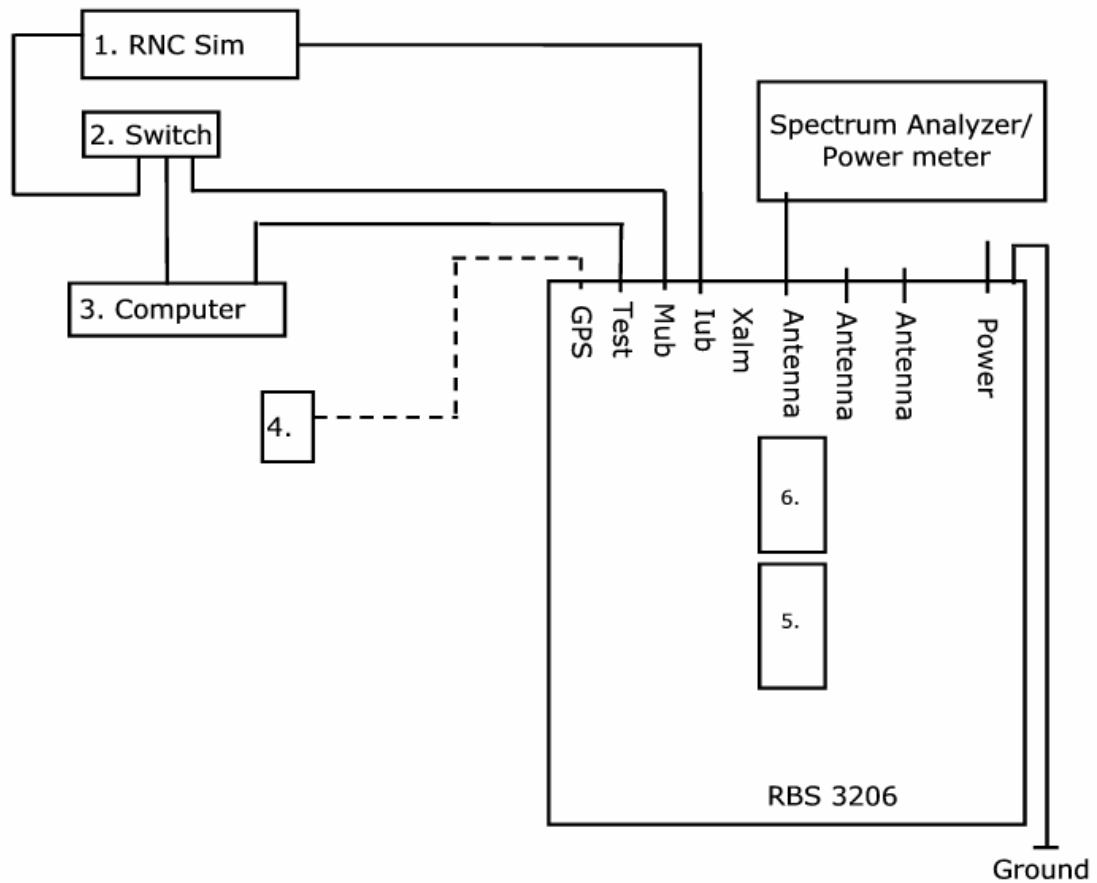 1. RNC Sim
2. Switch
3. Computer
4.
Spectrum Analyzer/
Power meter
GPS
Test
Mub
Iub
Xalm
Antenna
Antenna
Antenna
Power
6.
5.
RBS 3206
Ground